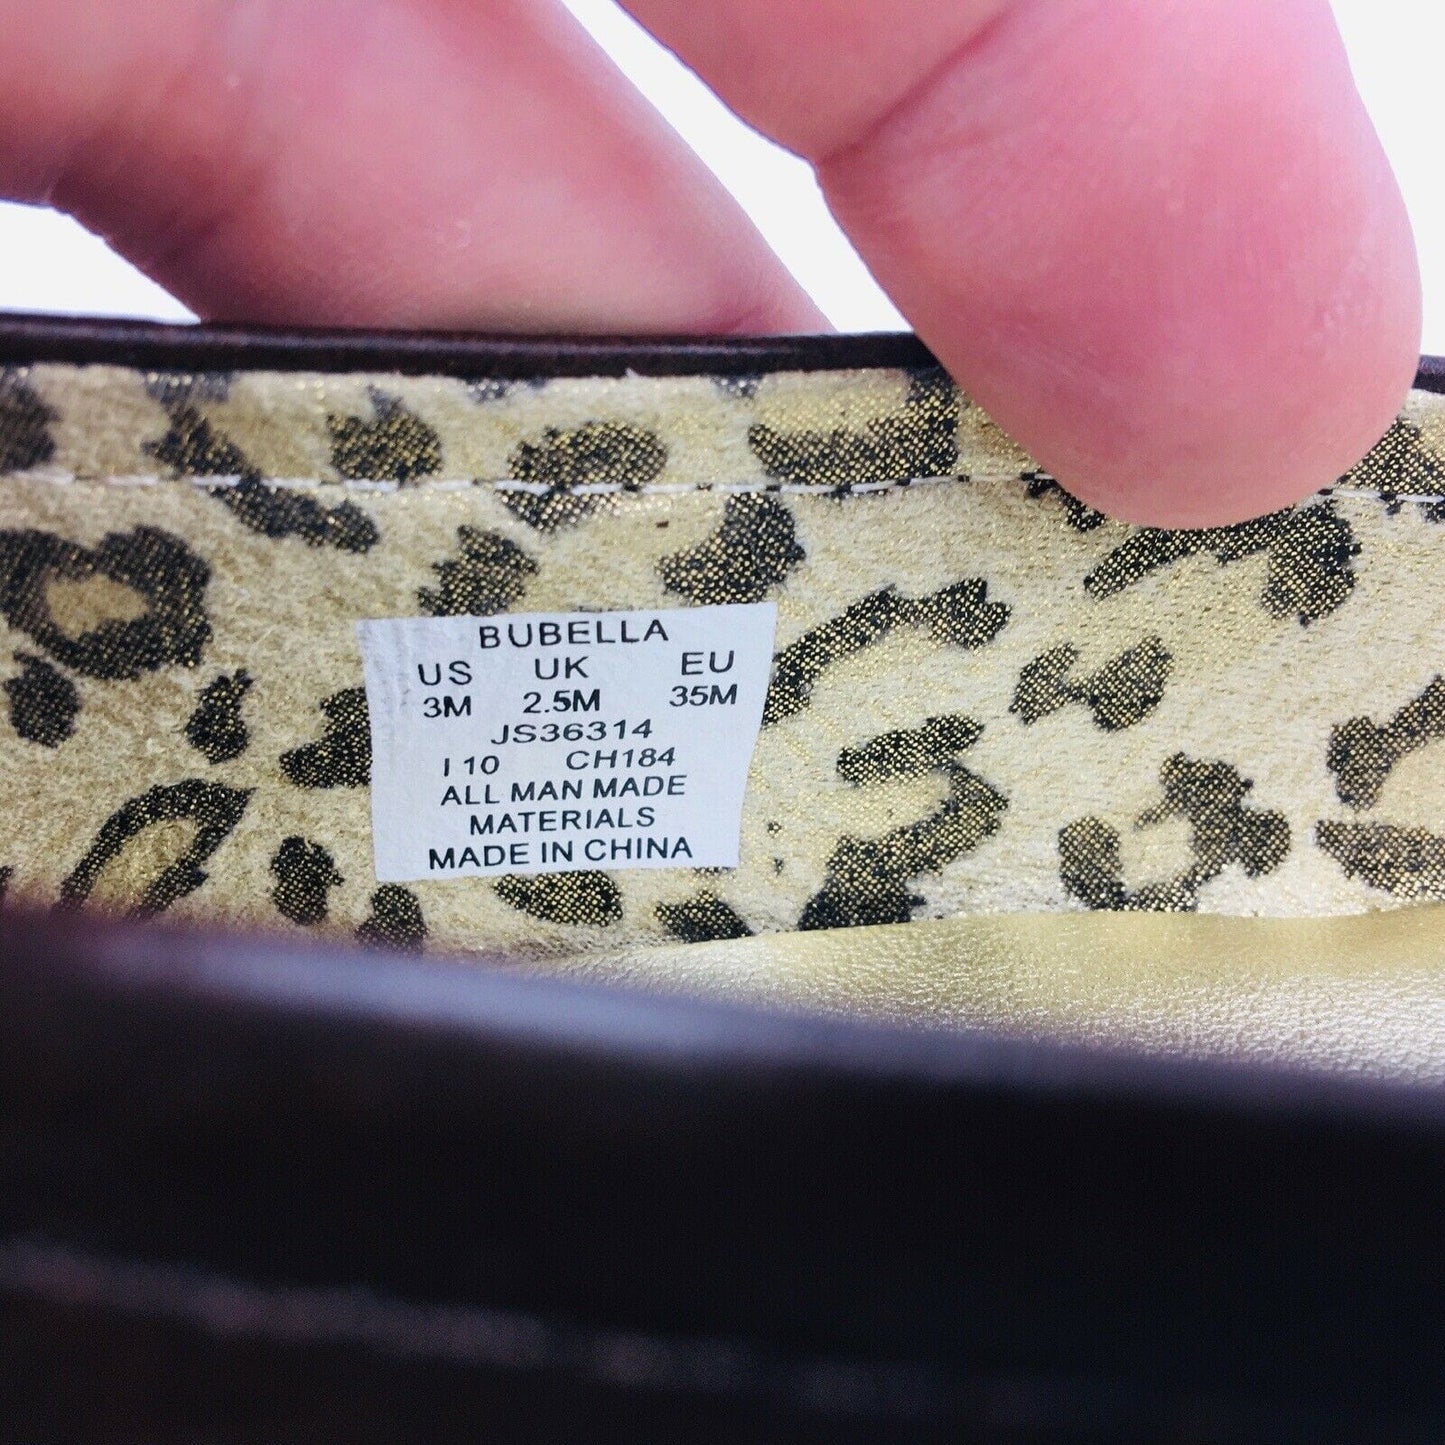 BUBELLA
US UK EU
3M 2.5M 35M
JS36314
I 10 CH184
ALL MAN MADE
MATERIALS
MADE IN CHINA